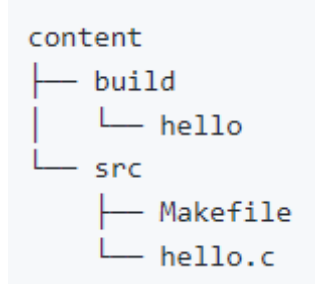 content
├── build
│   └── hello
└── src
    ├── Makefile
    └── hello.c